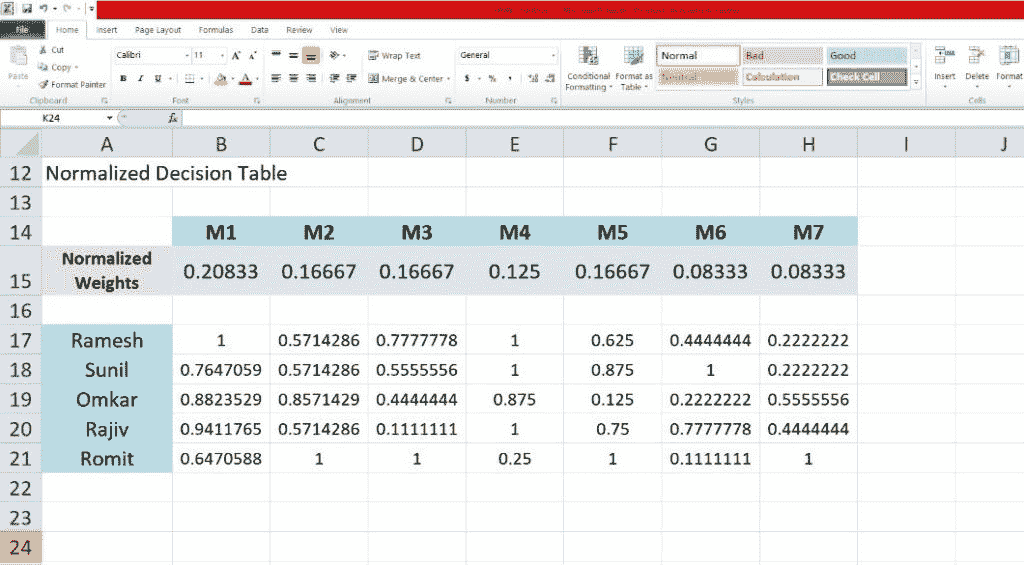 File Home Insert Page Layout Formulas Data Review View
Cut
Copy
Format Painter
Paste
Calibri 11
B I U
Wrap Text
Merge & Center
General
$ % ,
Conditional Formatting
Format as Table
Normal Bad Good
Neutral Calculation Check Cell
Insert Delete Format
Clipboard Font Alignment Number Styles Cells
K24 fx
A B C D E F G H I J
12 Normalized Decision Table
13
14 M1 M2 M3 M4 M5 M6 M7
15 Normalized Weights 0.20833 0.16667 0.16667 0.125 0.16667 0.08333 0.08333
16
17 Ramesh 1 0.5714286 0.7777778 1 0.625 0.4444444 0.2222222
18 Sunil 0.7647059 0.5714286 0.5555556 1 0.875 1 0.2222222
19 Omkar 0.8823529 0.8571429 0.4444444 0.875 0.125 0.2222222 0.5555556
20 Rajiv 0.9411765 0.5714286 0.1111111 1 0.75 0.7777778 0.4444444
21 Romit 0.6470588 1 1 0.25 1 0.1111111 1
22
23
24